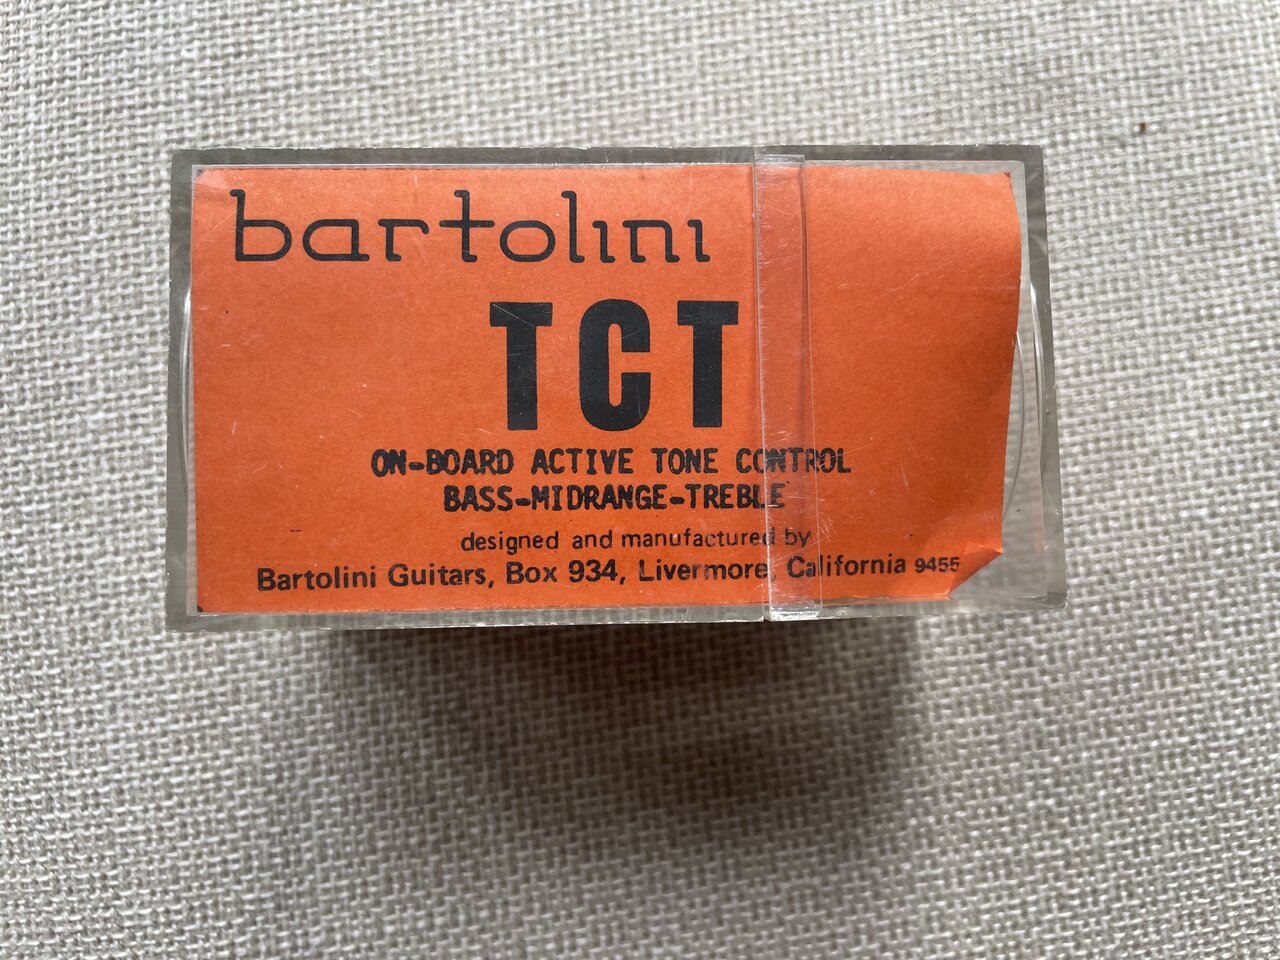 bartolini
TCT
ON-BOARD ACTIVE TONE CONTROL
BASS-MIDRANGE-TREBLE
designed and manufactured by
Bartolini Guitars, Box 934, Livermore, California 9455